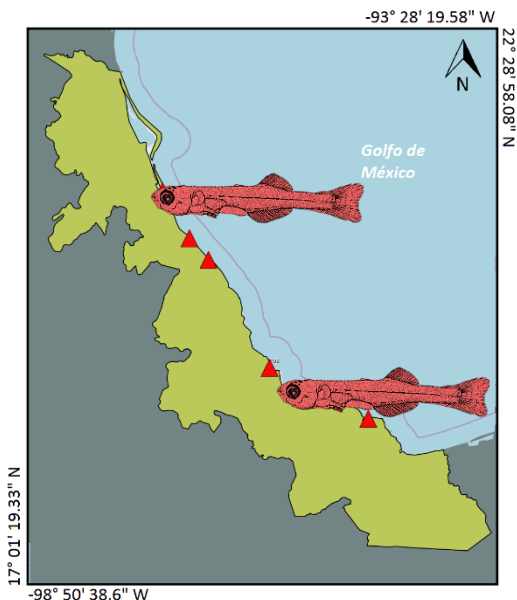 -93° 28' 19.58" W
22° 28' 58.08" N
N
Golfo de
México
17° 01' 19.33" N
-98° 50' 38.6" W